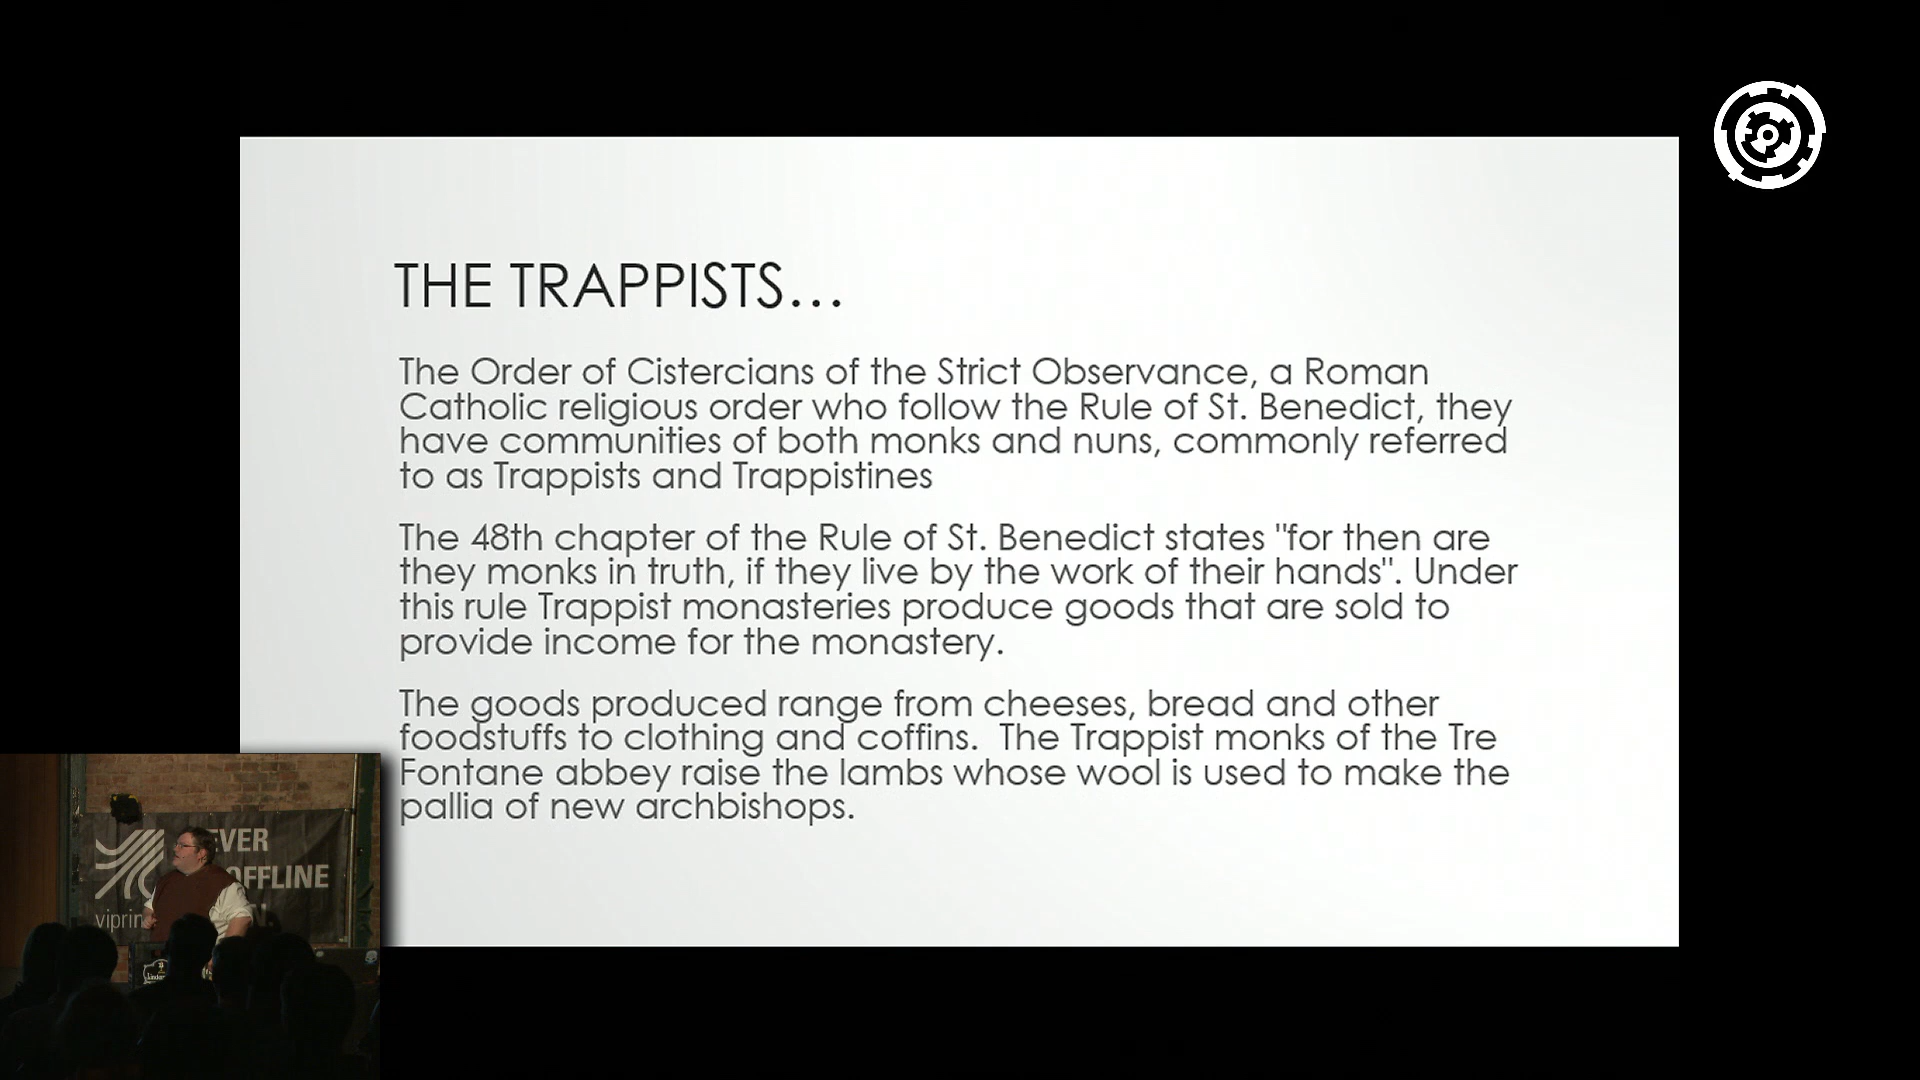 THE TRAPPISTS...
The Order of Cistercians of the Strict Observance, a Roman
Catholic religious order who follow the Rule of St. Benedict, they
have communities of both monks and nuns, commonly referred
to as Trappists and Trappistines
The 48th chapter of the Rule of St. Benedict states "for then are
they monks in truth, if they live by the work of their hands". Under
this rule Trappist monasteries produce goods that are sold to
provide income for the monastery.
The goods produced range from cheeses, bread and other
foodstuffs to clothing and coffins.  The Trappist monks of the Tre
Fontane abbey raise the lambs whose wool is used to make the
pallia of new archbishops.
EVER
OFFLINE
viprin